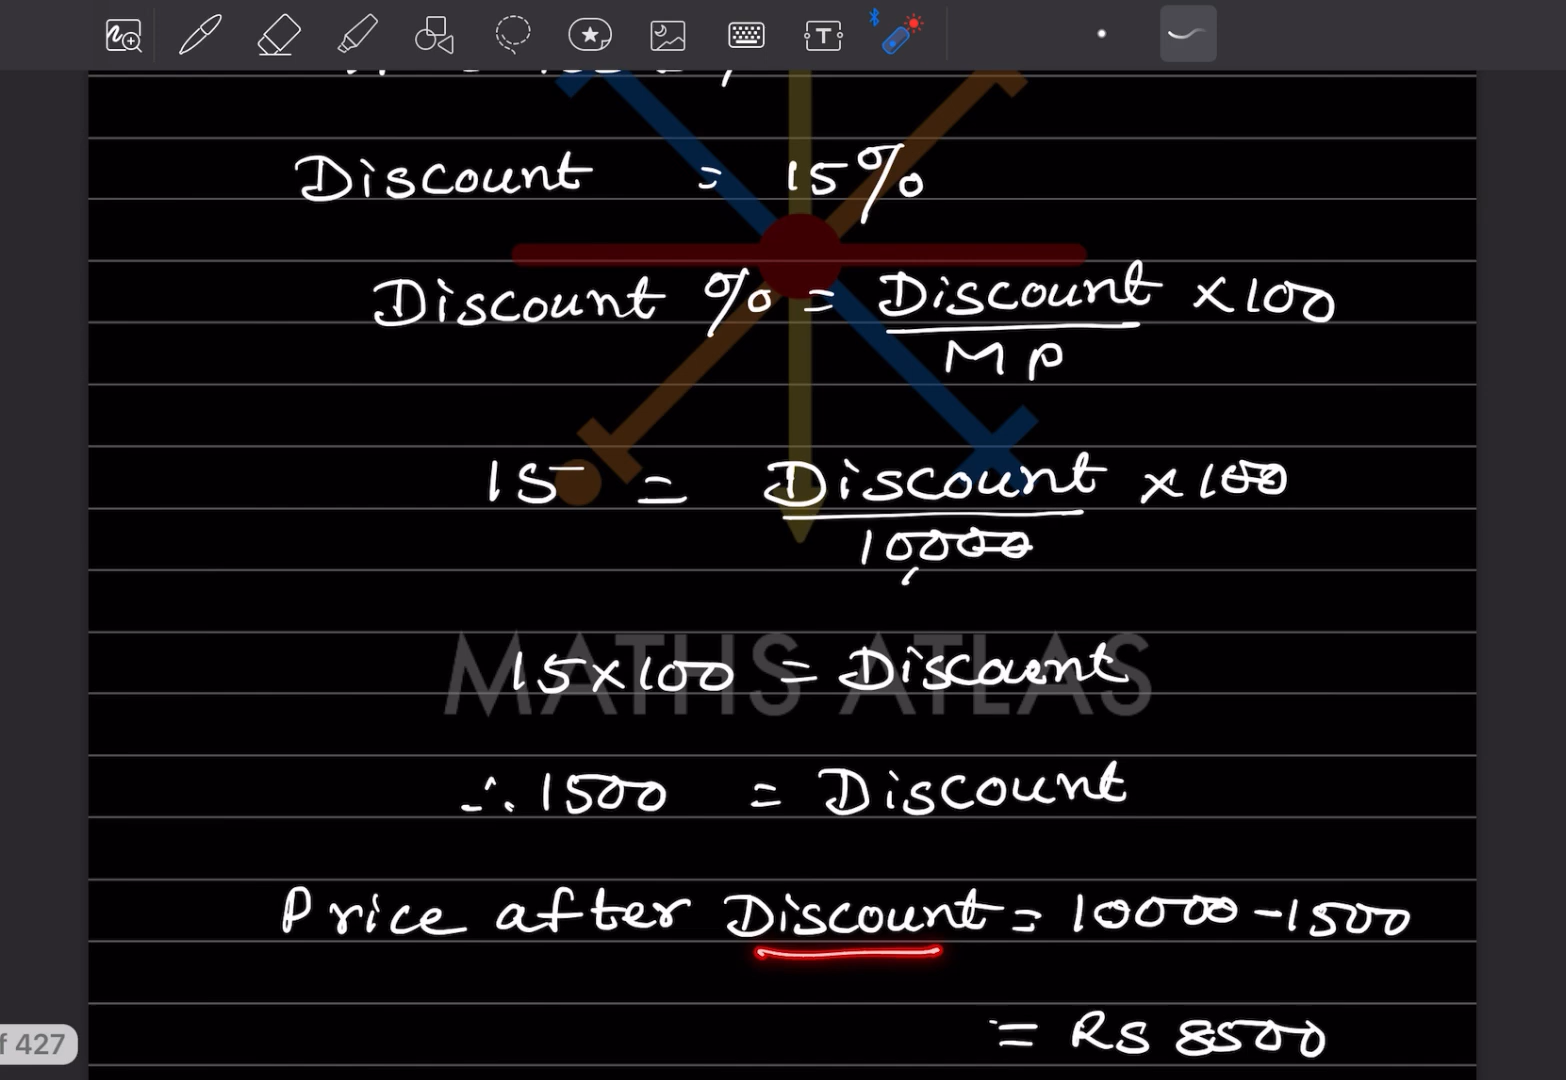 Discount = 15%
Discount % = Discount × 100
MP
15 = Discount × 100
10,000
MATHS ATLAS
15×100 = Discount
∴ 1500 = Discount
Price after Discount = 10000 - 1500
= Rs 8500
f 427
T